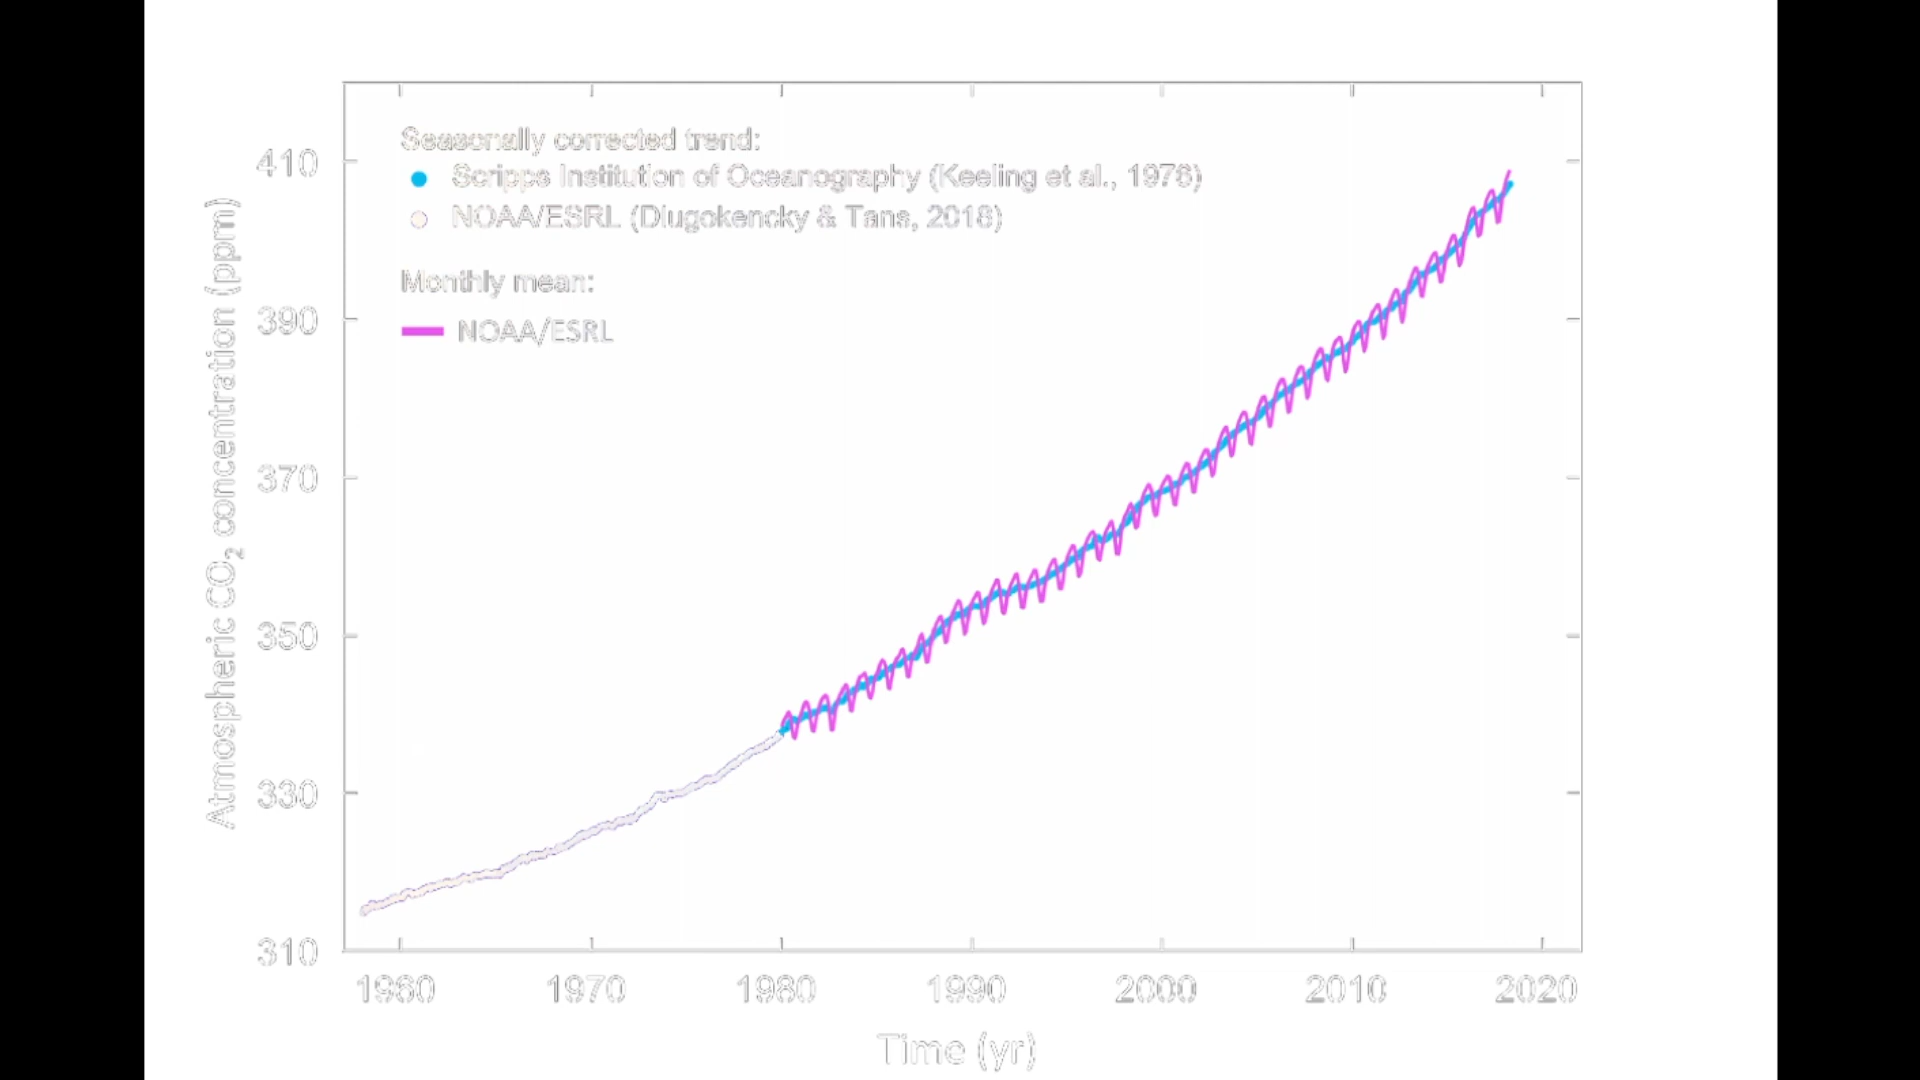 Seasonally corrected trend:
Scripps Institution of Oceanography (Keeling et al., 1976)
NOAA/ESRL (Dlugokencky & Tans, 2018)
Monthly mean:
NOAA/ESRL
Atmospheric CO₂ concentration (ppm)
410
390
370
350
330
310
1960 1970 1980 1990 2000 2010 2020
Time (yr)